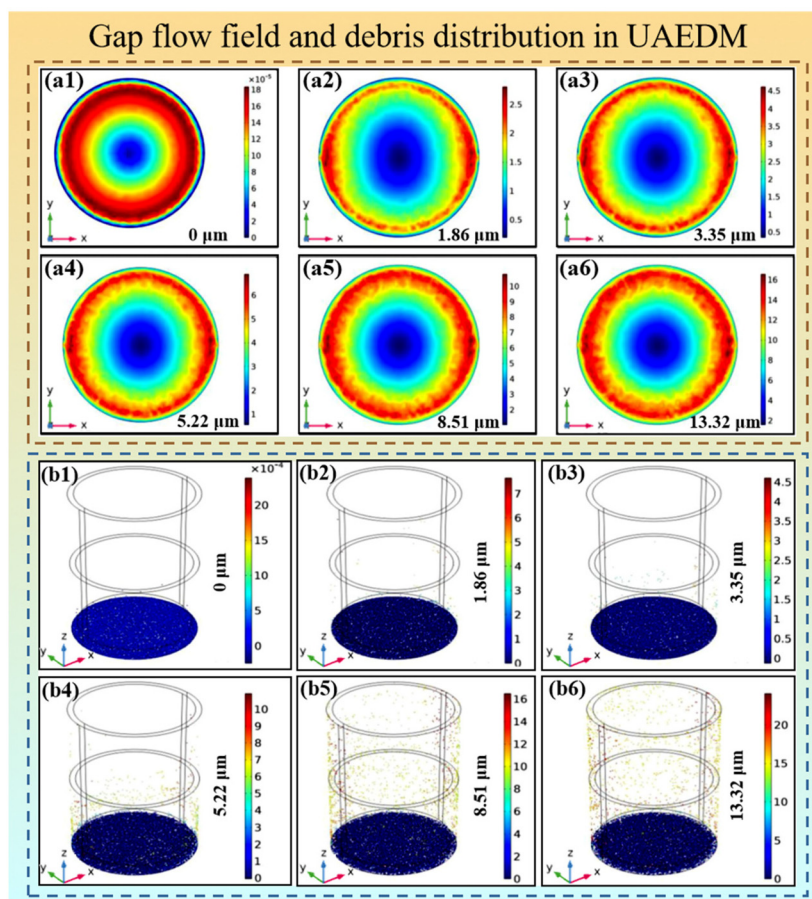 Gap flow field and debris distribution in UAEDM
(a1)
×10⁻⁵
18
16
14
12
10
8
6
4
2
0
y
x
0 μm
(a2)
2.5
2
1.5
1
0.5
y
x
1.86 μm
(a3)
4.5
4
3.5
3
2.5
2
1.5
1
0.5
y
x
3.35 μm
(a4)
6
5
4
3
2
1
y
x
5.22 μm
(a5)
10
9
8
7
6
5
4
3
2
1
y
x
8.51 μm
(a6)
16
14
12
10
8
6
4
2
y
x
13.32 μm
(b1)
×10⁻⁴
20
15
10
5
0
0 μm
z
y
x
(b2)
7
6
5
4
3
2
1
0
1.86 μm
z
y
x
(b3)
4.5
4
3.5
3
2.5
2
1.5
1
0.5
0
3.35 μm
z
y
x
(b4)
10
9
8
7
6
5
4
3
2
1
0
5.22 μm
z
y
x
(b5)
16
14
12
10
8
6
4
2
0
8.51 μm
z
y
x
(b6)
20
15
10
5
0
13.32 μm
z
y
x